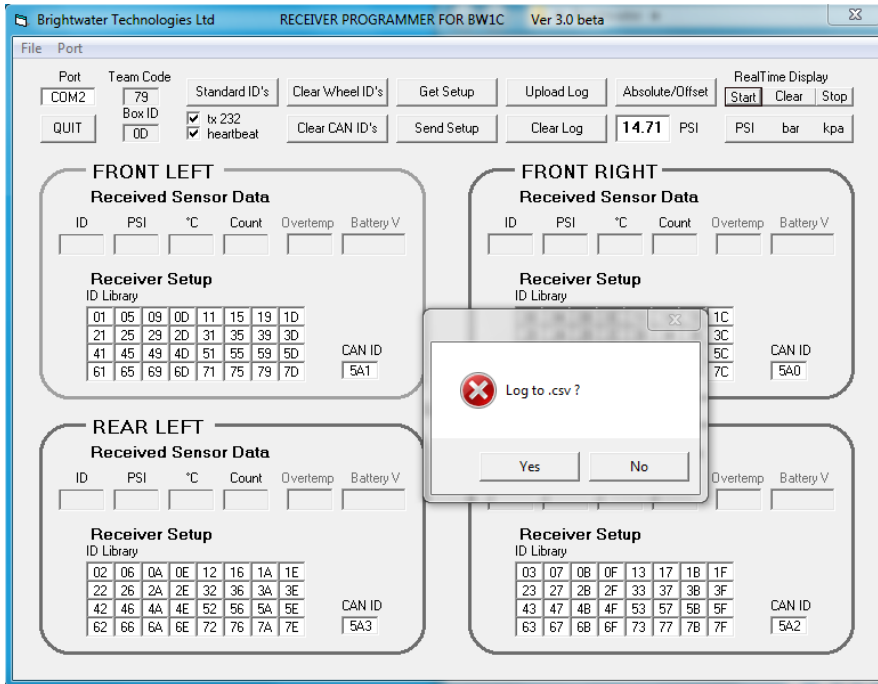 Brightwater Technologies Ltd RECEIVER PROGRAMMER FOR BW1C Ver 3.0 beta
File Port
Port Team Code RealTime Display
COM2 79 Standard ID's Clear Wheel ID's Get Setup Upload Log Absolute/Offset Start Clear Stop
Box ID tx 232
QUIT 0D heartbeat Clear CAN ID's Send Setup Clear Log 14.71 PSI PSI bar kpa
FRONT LEFT
Received Sensor Data
ID PSI °C Count Overtemp Battery V
Receiver Setup
ID Library
01 05 09 0D 11 15 19 1D
21 25 29 2D 31 35 39 3D
41 45 49 4D 51 55 59 5D CAN ID
61 65 69 6D 71 75 79 7D 5A1
FRONT RIGHT
Received Sensor Data
ID PSI °C Count Overtemp Battery V
Receiver Setup
ID Library
1C
3C
5C CAN ID
7C 5A0
Log to .csv ?
Yes No
REAR LEFT
Received Sensor Data
ID PSI °C Count Overtemp Battery V
Receiver Setup
ID Library
02 06 0A 0E 12 16 1A 1E
22 26 2A 2E 32 36 3A 3E
42 46 4A 4E 52 56 5A 5E CAN ID
62 66 6A 6E 72 76 7A 7E 5A3
Overtemp Battery V
Receiver Setup
ID Library
03 07 0B 0F 13 17 1B 1F
23 27 2B 2F 33 37 3B 3F
43 47 4B 4F 53 57 5B 5F CAN ID
63 67 6B 6F 73 77 7B 7F 5A2